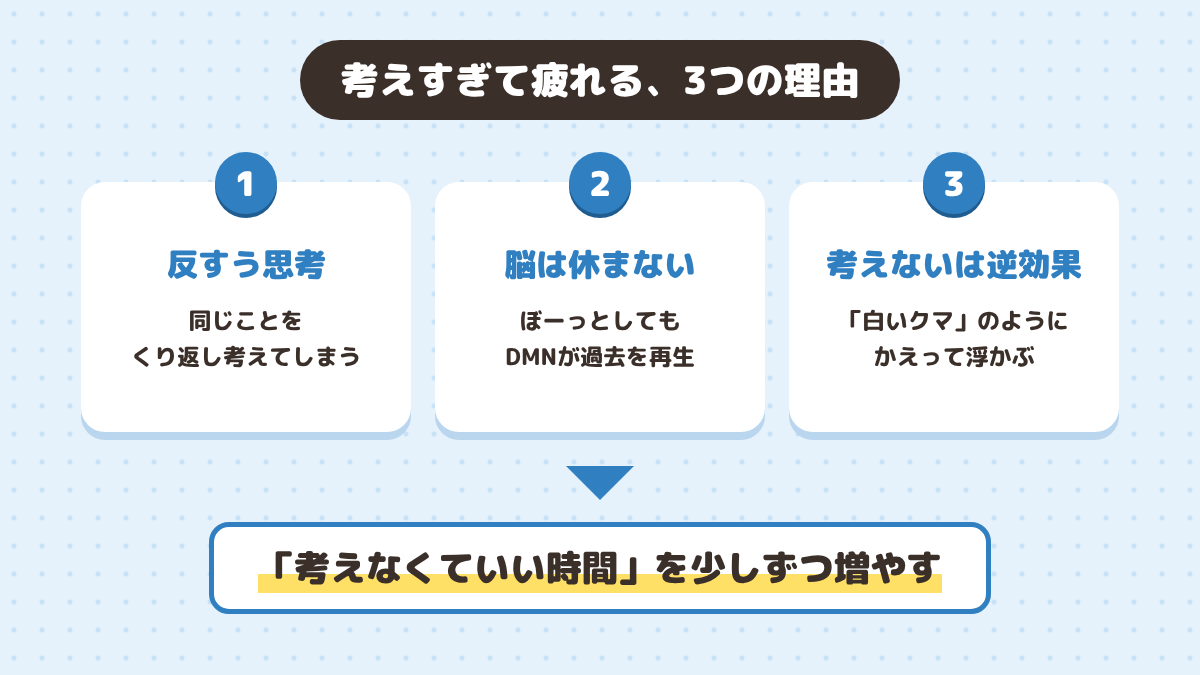 考えすぎて疲れる、3つの理由
1
反すう思考
同じことを
くり返し考えてしまう
2
脳は休まない
ぼーっとしても
DMNが過去を再生
3
考えないは逆効果
「白いクマ」のように
かえって浮かぶ
「考えなくていい時間」を少しずつ増やす